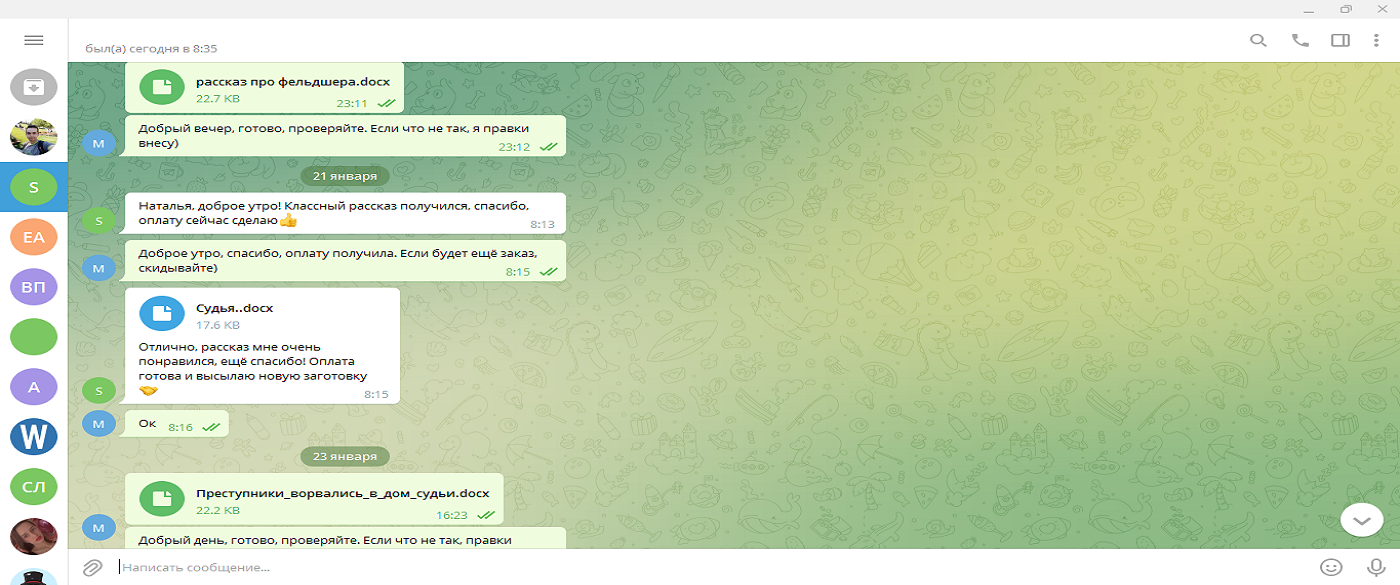 был(а) сегодня в 8:35
рассказ про фельдшера.docx
22.7 KB
23:11
M
Добрый вечер, готово, проверяйте. Если что не так, я правки
внесу)
23:12
21 января
S
Наталья, доброе утро! Классный рассказ получился, спасибо,
оплату сейчас сделаю👍
8:13
S
EA
M
Доброе утро, спасибо, оплату получила. Если будет ещё заказ,
скидывайте)
8:15
ВП
Судья..docx
17.6 KB
Отлично, рассказ мне очень
понравился, ещё спасибо! Оплата
готова и высылаю новую заготовку
🤝
8:15
A
S
M
Ок
8:16
W
23 января
СЛ
Преступники_ворвались_в_дом_судьи.docx
22.2 KB
16:23
M
Добрый день, готово, проверяйте. Если что не так, правки
Написать сообщение...